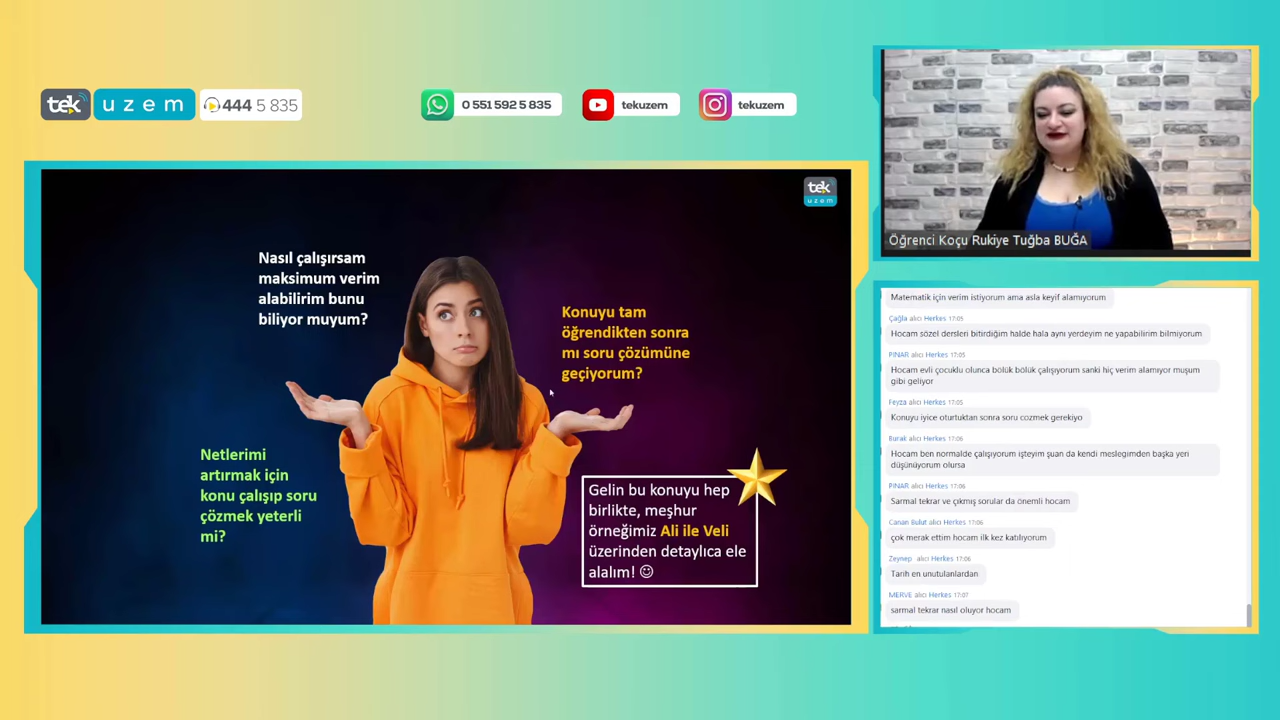 tek uzem 444 5 835
0 551 592 5 835
tekuzem
tekuzem
tek
uzem
Nasıl çalışırsam
maksimum verim
alabilirim bunu
biliyor muyum?
Konuyu tam
öğrendikten sonra
mı soru çözümüne
geçiyorum?
Netlerimi
artırmak için
konu çalışıp soru
çözmek yeterli
mi?
Gelin bu konuyu hep
birlikte, meşhur
örneğimiz Ali ile Veli
üzerinden detaylıca ele
alalım! ☺
Öğrenci Koçu Rukiye Tuğba BUĞA
Matematik için verim istiyorum ama asla keyif alamıyorum
Çağla alıcı Herkes 17:05
Hocam sözel dersleri bitirdiğim halde hala aynı yerdeyim ne yapabilirim bilmiyorum
PINAR alıcı Herkes 17:05
Hocam evli çocuklu olunca bölük bölük çalışıyorum sanki hiç verim alamıyor muşum
gibi geliyor
Feyza alıcı Herkes 17:05
Konuyu iyice oturtuktan sonra soru cozmek gerekiyo
Burak alıcı Herkes 17:06
Hocam ben normalde çalışıyorum işteyim şuan da kendi meslegimden başka yeri
düşünüyorum olursa
PINAR alıcı Herkes 17:06
Sarmal tekrar ve çıkmış sorular da önemli hocam
Canan Bulut alıcı Herkes 17:06
çok merak ettim hocam ilk kez katılıyorum
Zeynep alıcı Herkes 17:06
Tarih en unutulanlardan
MERVE alıcı Herkes 17:07
sarmal tekrar nasıl oluyor hocam